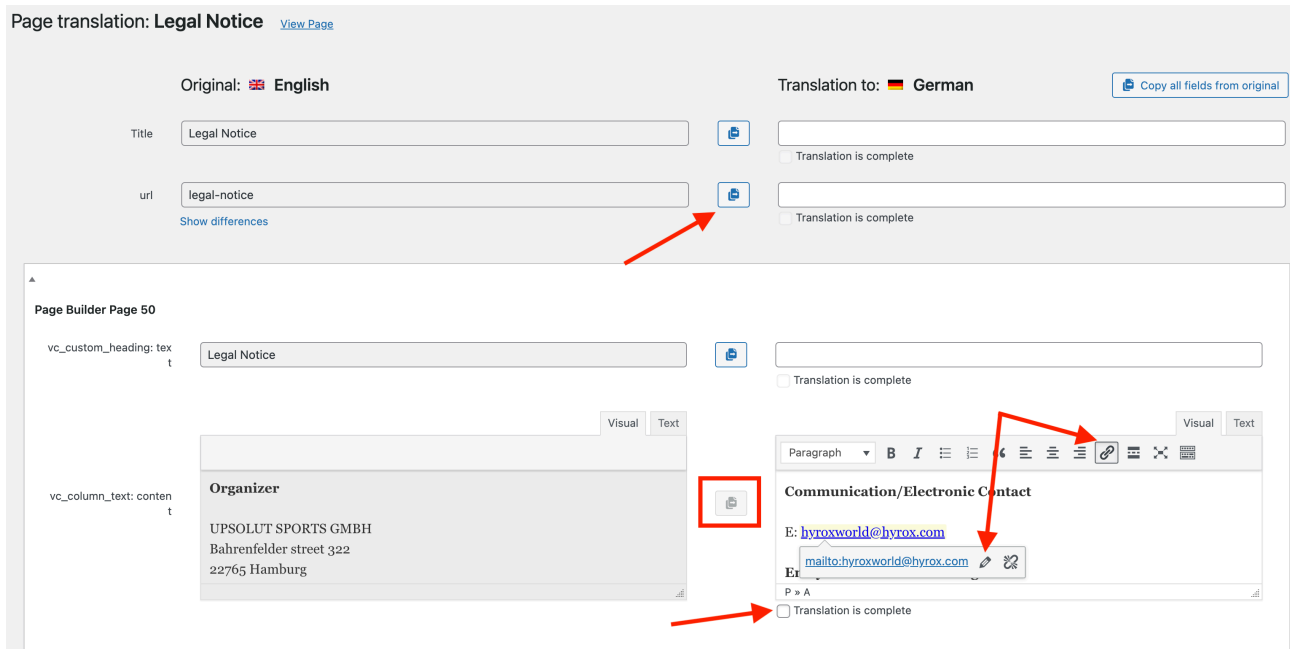 Page translation: Legal Notice View Page
Original: English
Translation to: German
Copy all fields from original
Title
Legal Notice
Translation is complete
url
legal-notice
Show differences
Translation is complete
Page Builder Page 50
vc_custom_heading: tex
t
Legal Notice
Translation is complete
Visual Text
Visual Text
Paragraph
vc_column_text: conten
t
Organizer
UPSOLUT SPORTS GMBH
Bahrenfelder street 322
22765 Hamburg
Communication/Electronic Contact
E: hyroxworld@hyrox.com
mailto:hyroxworld@hyrox.com
P » A
Translation is complete